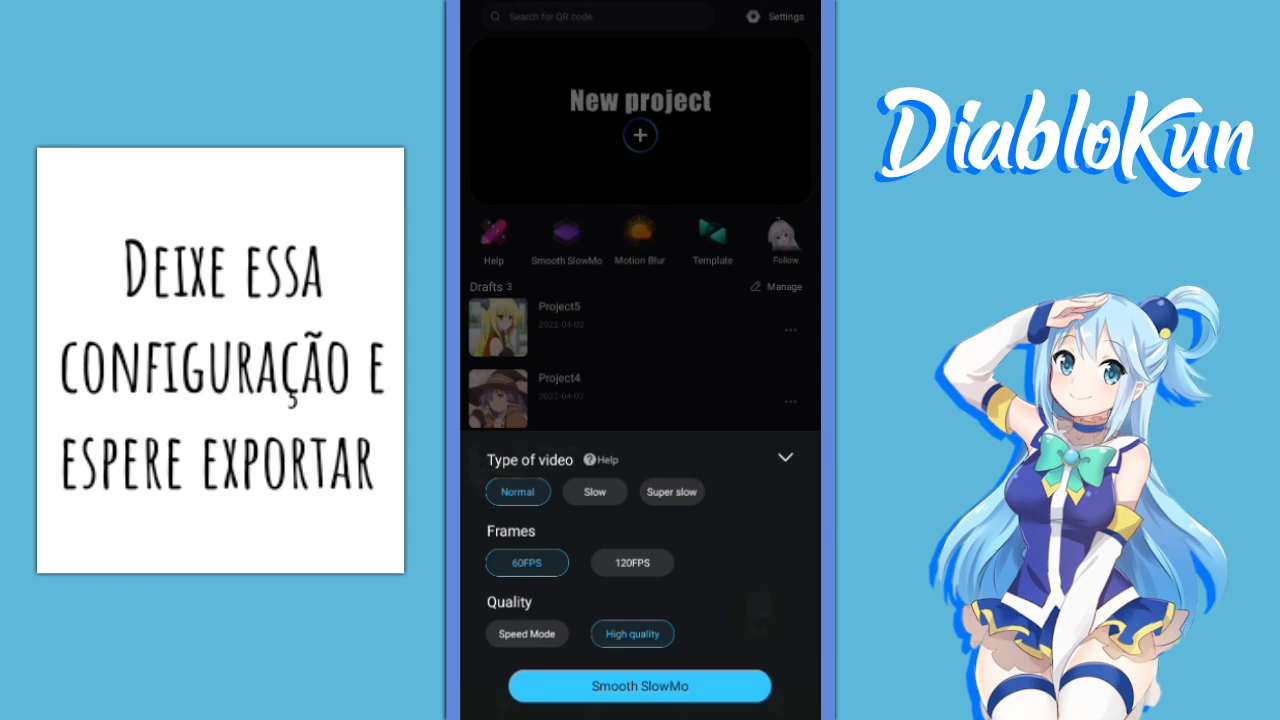 Deixe essa
configuração e
espere exportar
Search for QR code
Settings
New project
Help
Smooth SlowMo
Motion Blur
Template
Follow
Drafts 3
Manage
Project5
2022-04-02
Project4
2022-04-02
Type of video
Help
Normal
Slow
Super slow
Frames
60FPS
120FPS
Quality
Speed Mode
High quality
Smooth SlowMo
DiabloKun